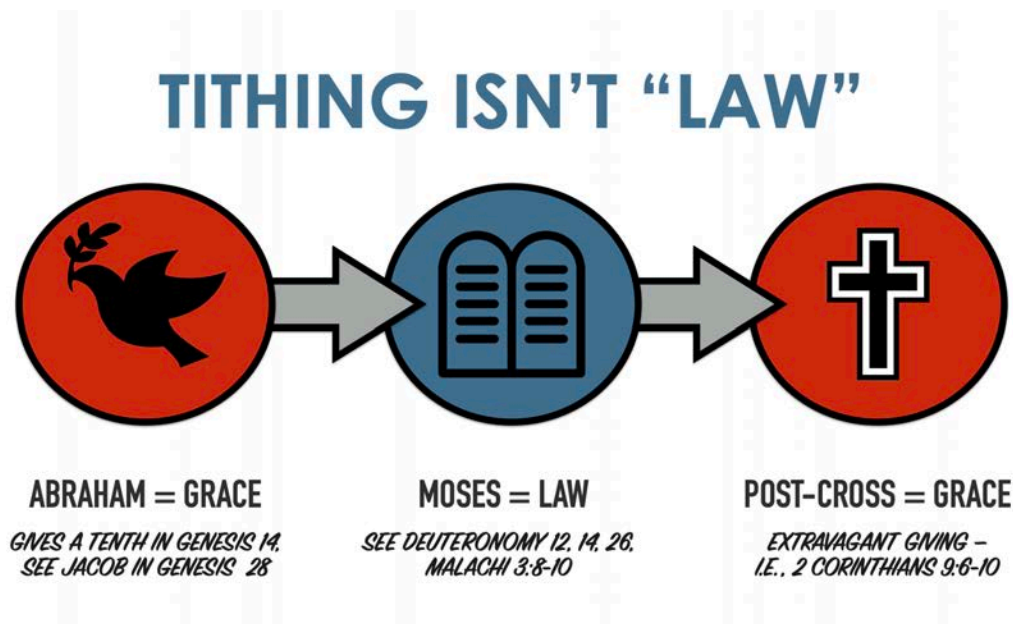 TITHING ISN'T “LAW”
ABRAHAM = GRACE
GIVES A TENTH IN GENESIS 14,
SEE JACOB IN GENESIS 28
MOSES = LAW
SEE DEUTERONOMY 12, 14, 26,
MALACHI 3:8-10
POST-CROSS = GRACE
EXTRAVAGANT GIVING –
I.E., 2 CORINTHIANS 9:6-10